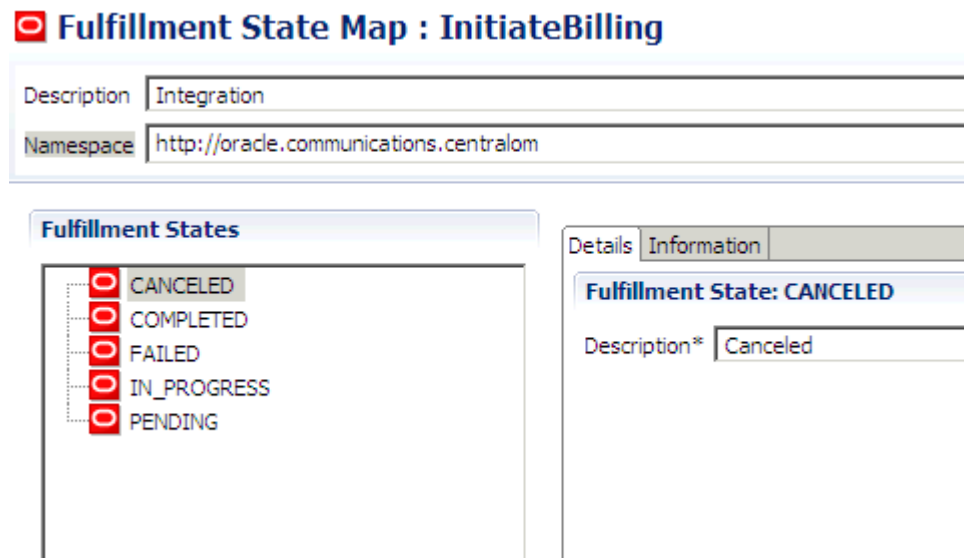 Fulfillment State Map : InitiateBilling
Description Integration
Namespace http://oracle.communications.centralom
Fulfillment States
CANCELED
COMPLETED
FAILED
IN_PROGRESS
PENDING
Details Information
Fulfillment State: CANCELED
Description* Canceled